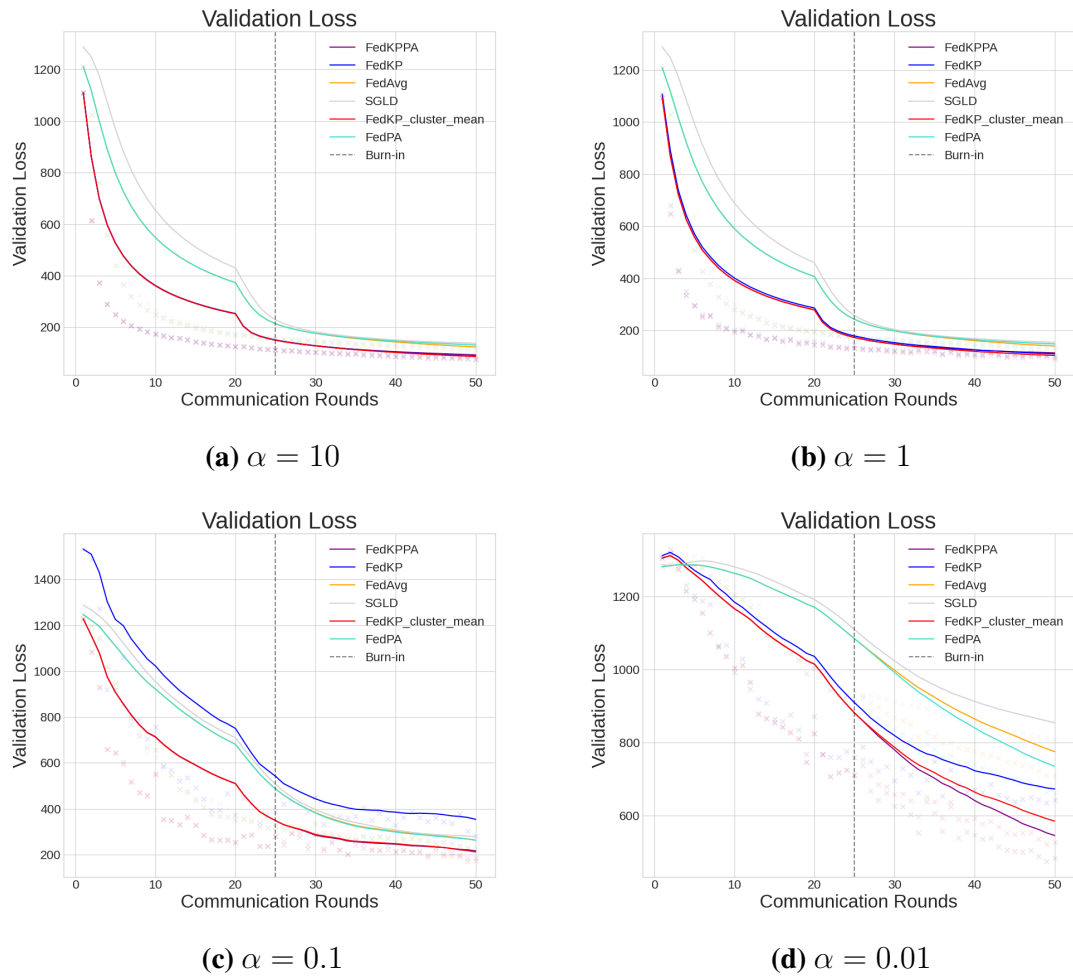 Validation Loss
Validation Loss
1200
1000
800
600
400
200
0
10
20
30
40
50
Communication Rounds
FedKPPA
FedKP
FedAvg
SGLD
FedKP_cluster_mean
FedPA
Burn-in
(a) α = 10
Validation Loss
Validation Loss
1200
1000
800
600
400
200
0
10
20
30
40
50
Communication Rounds
FedKPPA
FedKP
FedAvg
SGLD
FedKP_cluster_mean
FedPA
Burn-in
(b) α = 1
Validation Loss
Validation Loss
1400
1200
1000
800
600
400
200
0
10
20
30
40
50
Communication Rounds
FedKPPA
FedKP
FedAvg
SGLD
FedKP_cluster_mean
FedPA
Burn-in
(c) α = 0.1
Validation Loss
Validation Loss
1200
1000
800
600
0
10
20
30
40
50
Communication Rounds
FedKPPA
FedKP
FedAvg
SGLD
FedKP_cluster_mean
FedPA
Burn-in
(d) α = 0.01